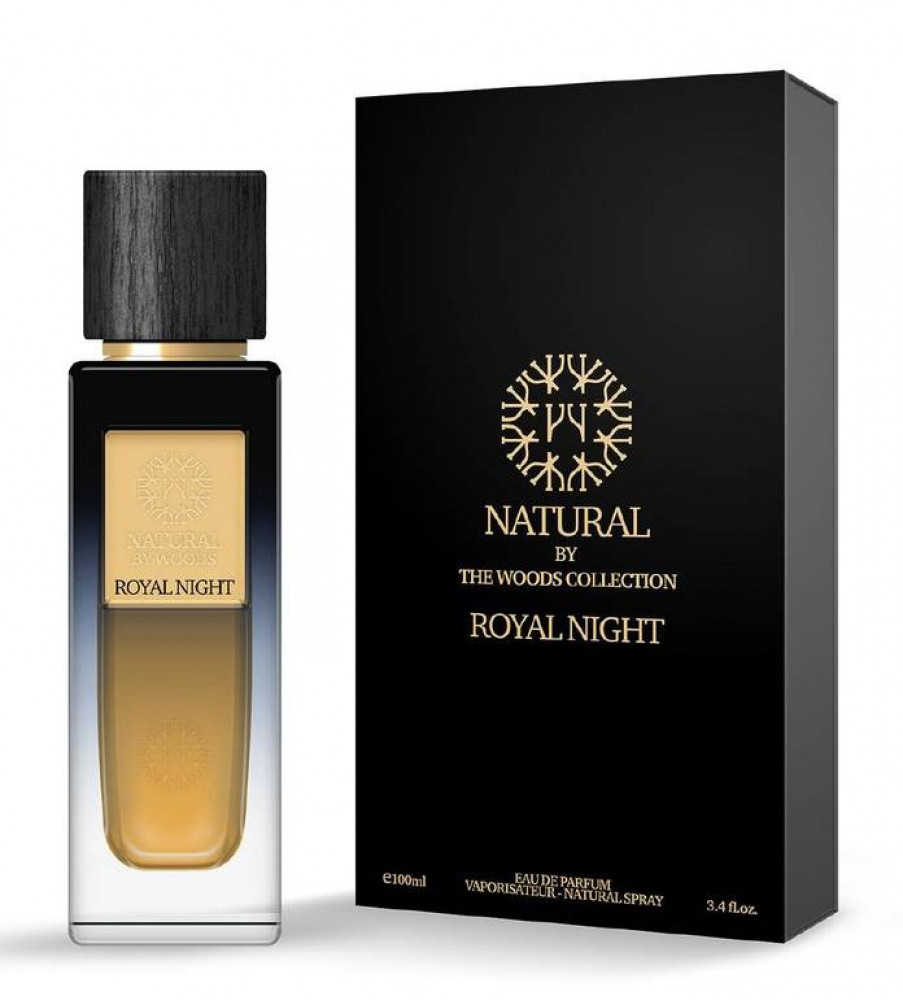 NATURAL
BY WOODS
ROYAL NIGHT
NATURAL
BY
THE WOODS COLLECTION
ROYAL NIGHT
e100ml
EAU DE PARFUM
VAPORISATEUR - NATURAL SPRAY
3.4 fl.oz.